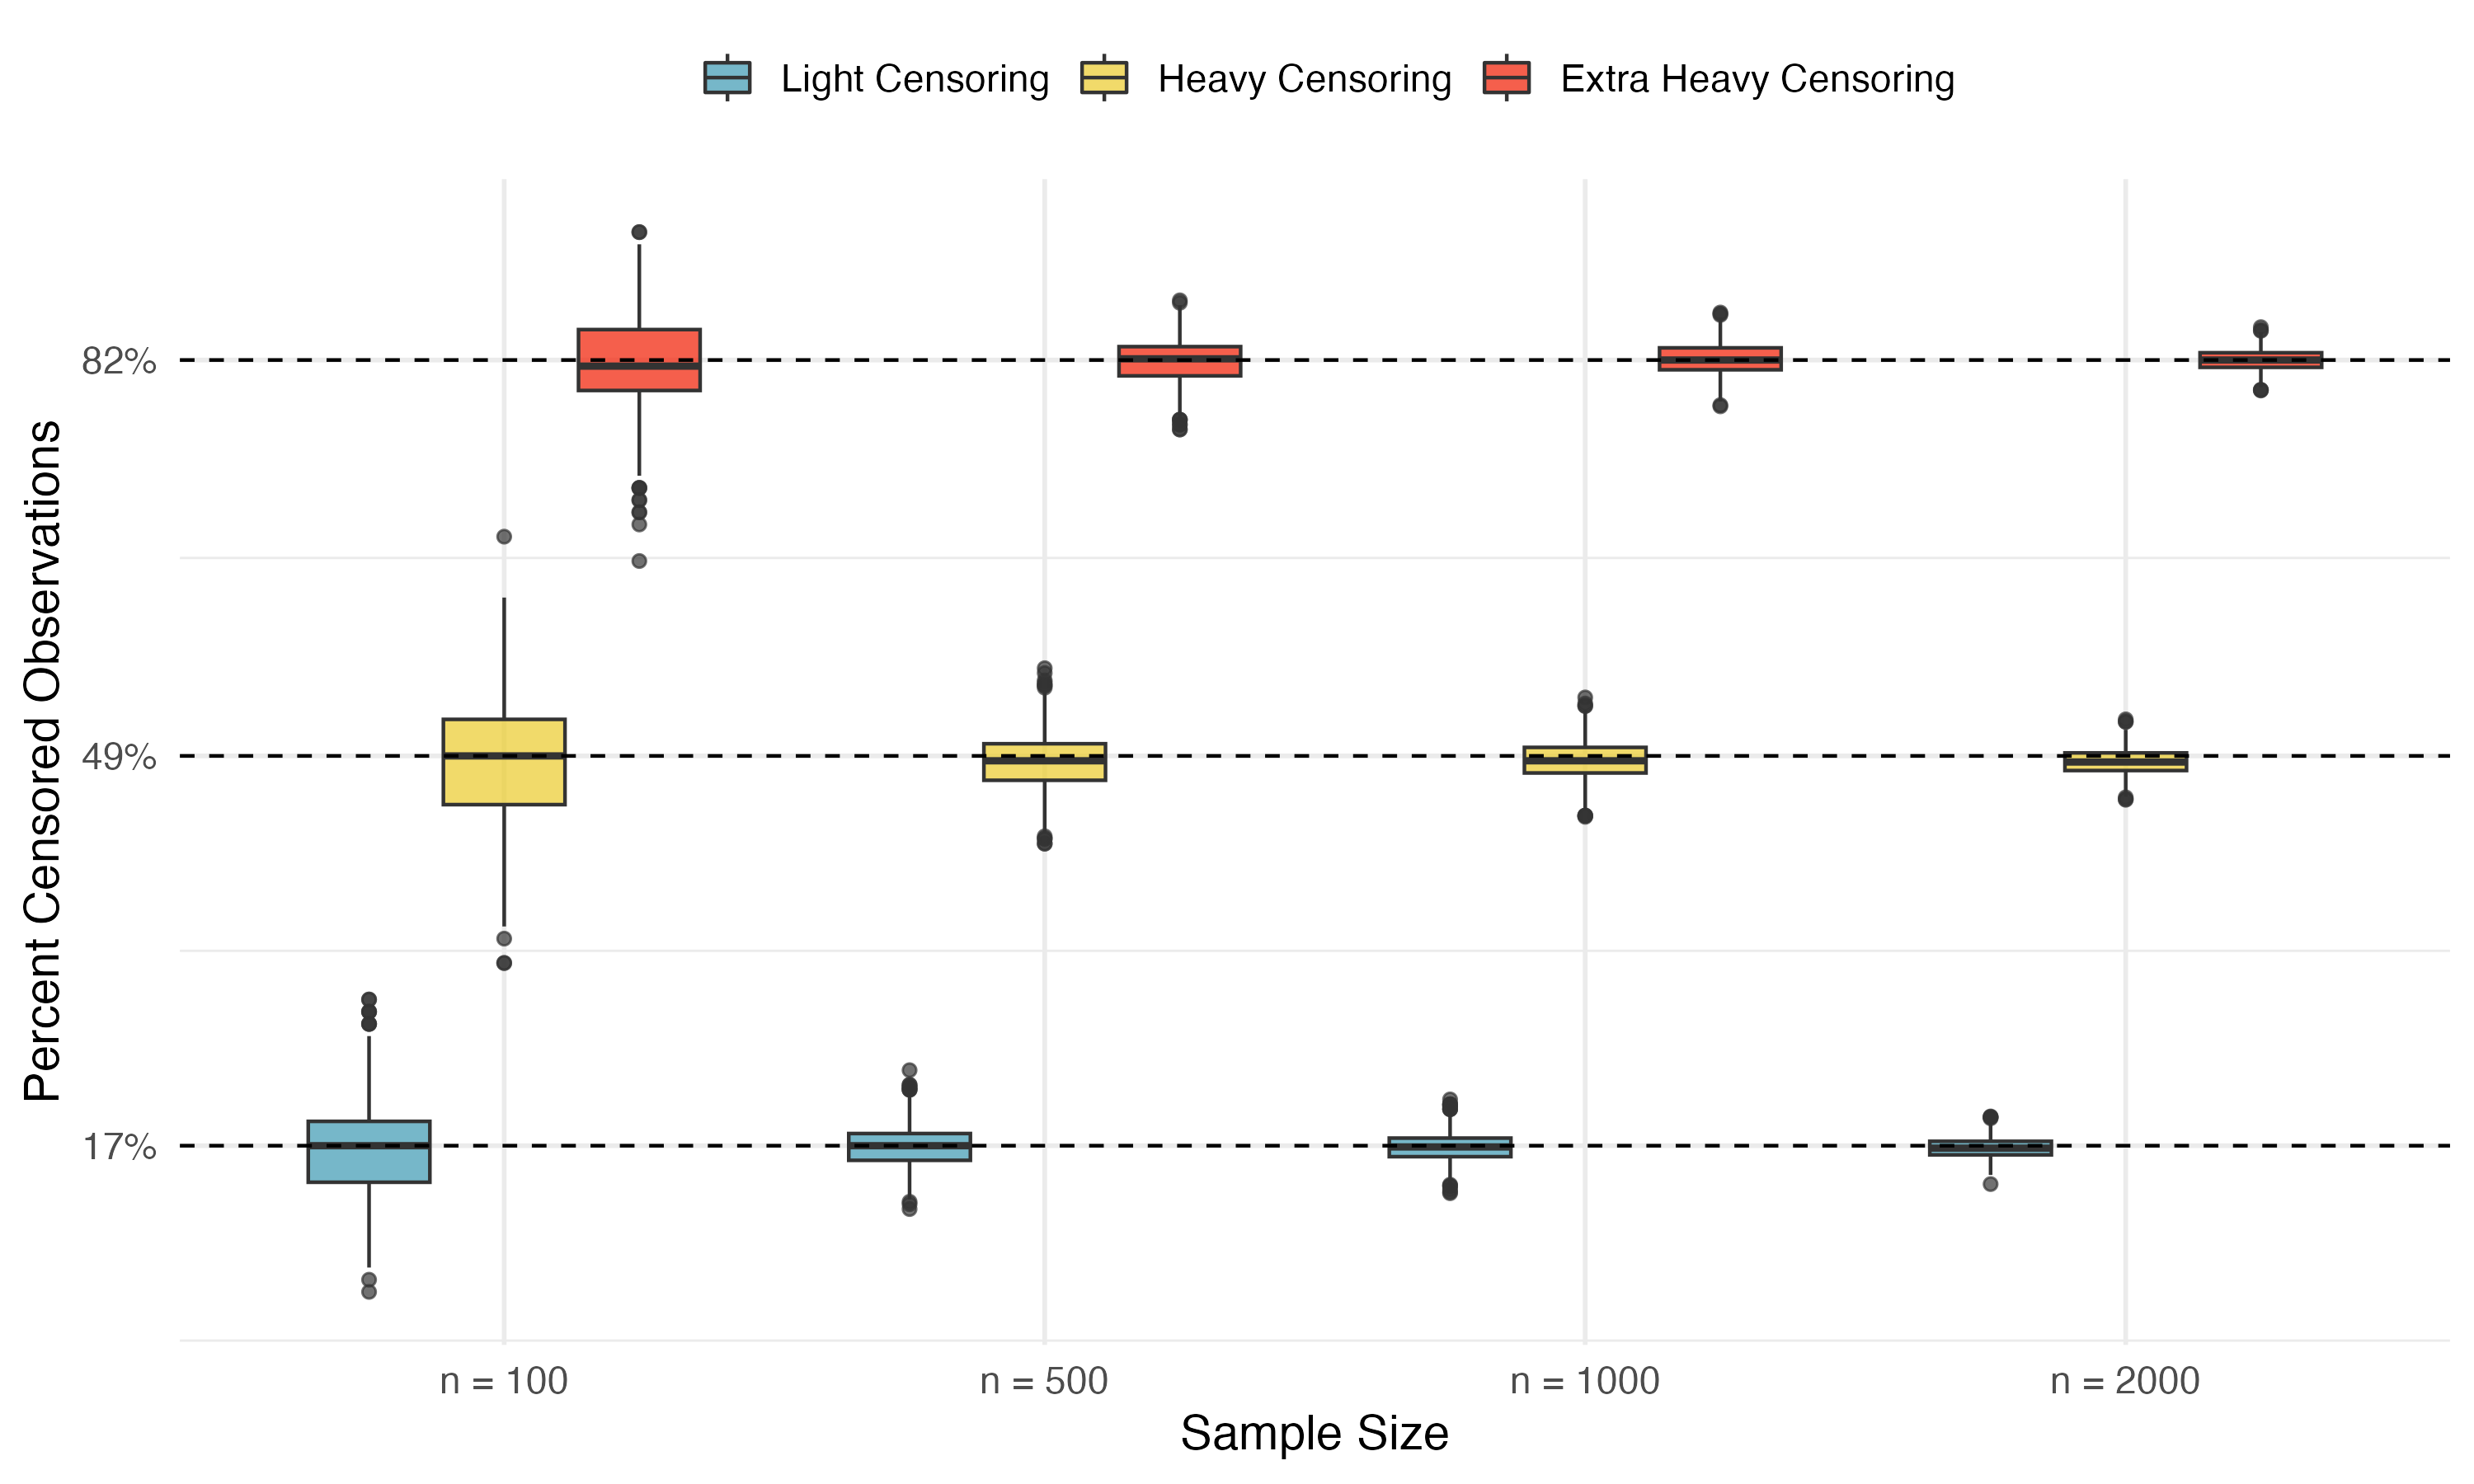 Light Censoring
Heavy Censoring
Extra Heavy Censoring
Percent Censored Observations
82%
49%
17%
n = 100
n = 500
n = 1000
n = 2000
Sample Size